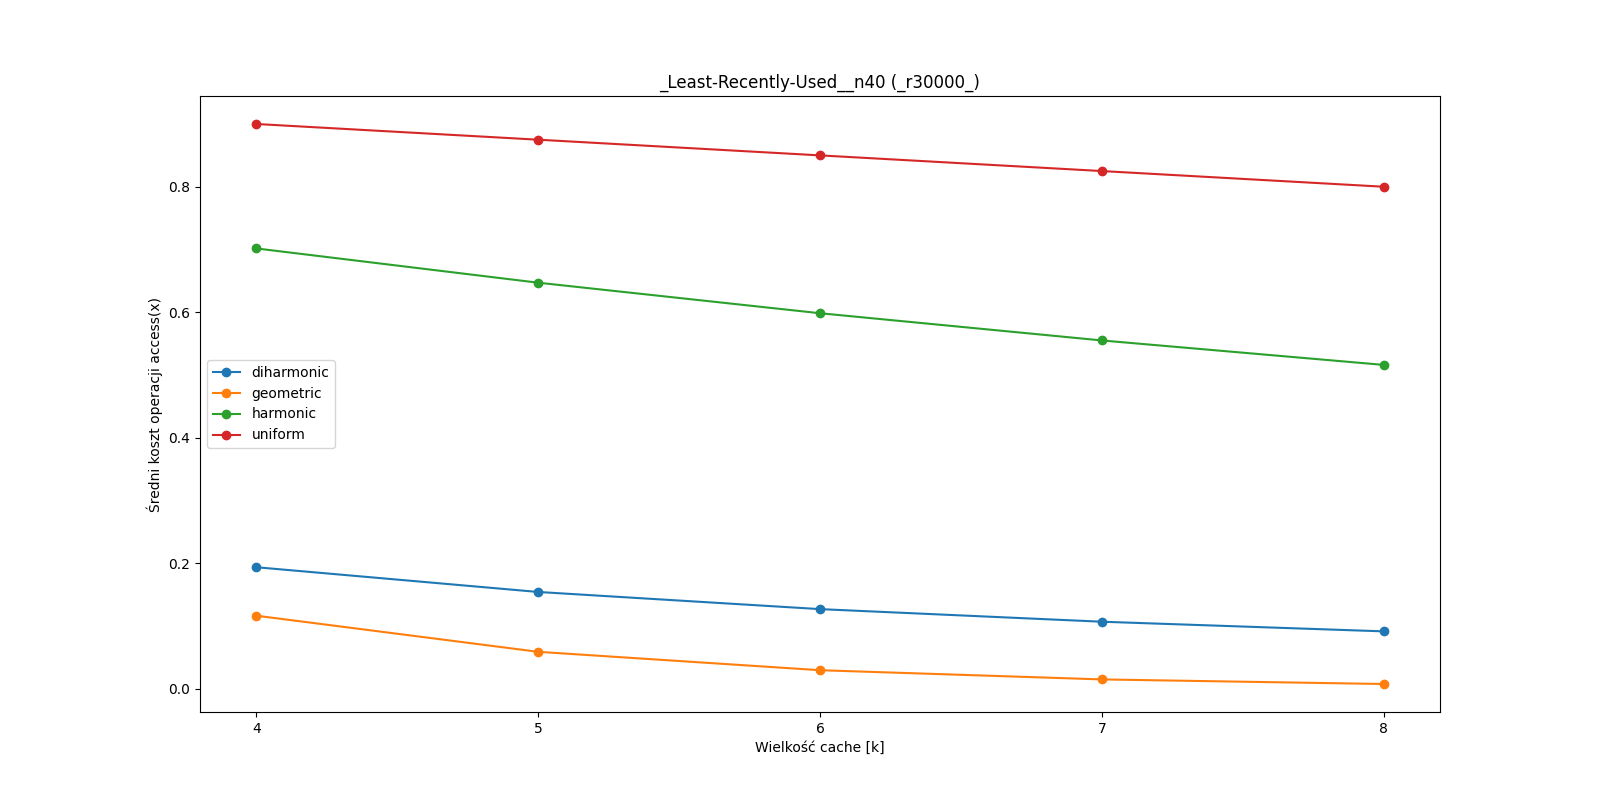 _Least-Recently-Used__n40 (_r30000_)
Średni koszt operacji access(x)
0.8
0.6
0.4
0.2
0.0
diharmonic
geometric
harmonic
uniform
4 5 6 7 8
Wielkość cache [k]